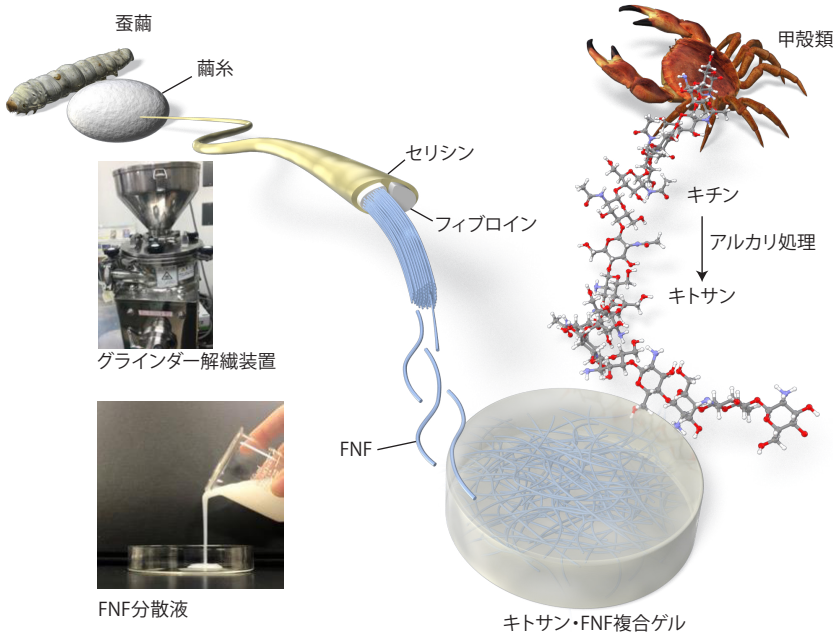 蚕繭
繭糸
甲殻類
セリシン
フィブロイン
キチン
アルカリ処理
キトサン
グラインダー解繊装置
FNF
FNF分散液
キトサン・FNF複合ゲル